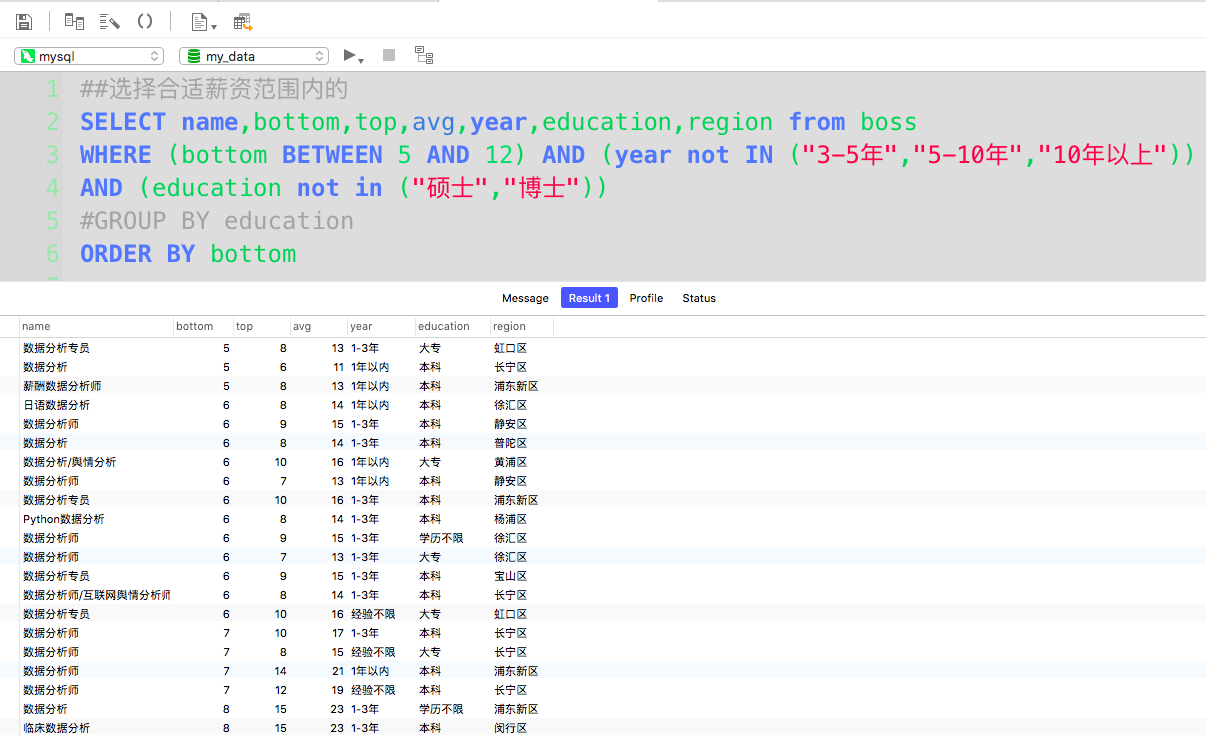 mysql my_data
1 ##选择合适薪资范围内的
2 SELECT name,bottom,top,avg,year,education,region from boss
3 WHERE (bottom BETWEEN 5 AND 12) AND (year not IN ("3-5年","5-10年","10年以上"))
4 AND (education not in ("硕士","博士"))
5 #GROUP BY education
6 ORDER BY bottom
Message Result 1 Profile Status
name bottom top avg year education region
数据分析专员 5 8 13 1-3年 大专 虹口区
数据分析 5 6 11 1年以内 本科 长宁区
薪酬数据分析师 5 8 13 1年以内 本科 浦东新区
日语数据分析 6 8 14 1年以内 本科 徐汇区
数据分析师 6 9 15 1-3年 本科 静安区
数据分析 6 8 14 1-3年 本科 普陀区
数据分析/舆情分析 6 10 16 1年以内 大专 黄浦区
数据分析师 6 7 13 1年以内 本科 静安区
数据分析专员 6 10 16 1-3年 本科 浦东新区
Python数据分析 6 8 14 1-3年 本科 杨浦区
数据分析师 6 9 15 1-3年 学历不限 徐汇区
数据分析师 6 7 13 1-3年 大专 徐汇区
数据分析专员 6 9 15 1-3年 本科 宝山区
数据分析师/互联网舆情分析师 6 8 14 1-3年 本科 长宁区
数据分析专员 6 10 16 经验不限 大专 虹口区
数据分析师 7 10 17 1-3年 本科 长宁区
数据分析师 7 8 15 经验不限 大专 长宁区
数据分析师 7 14 21 1年以内 本科 浦东新区
数据分析师 7 12 19 经验不限 本科 长宁区
数据分析 8 15 23 1-3年 学历不限 浦东新区
临床数据分析 8 15 23 1-3年 本科 闵行区